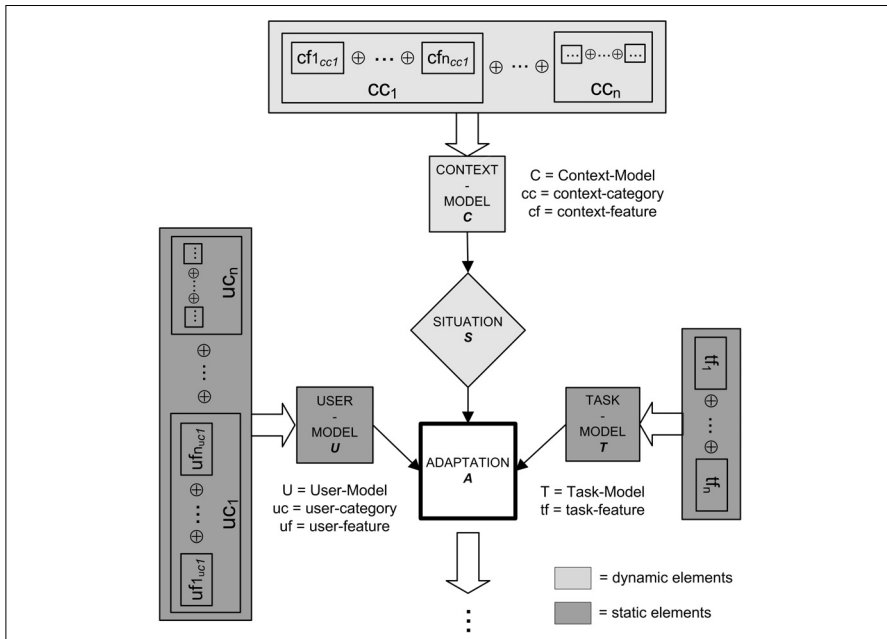 cf1cc1 ⊕ ... ⊕ cfncc1 ⊕ ... ⊕ ... ⊕...⊕ ...
cc1
ccn
CONTEXT
-
MODEL
C
C = Context-Model
cc = context-category
cf = context-feature
SITUATION
S
... ⊕...⊕ ...
ucn
⊕ ... ⊕
uf1uc1 ⊕ ... ⊕ ufnuc1
uc1
USER
-
MODEL
U
U = User-Model
uc = user-category
uf = user-feature
ADAPTATION
A
TASK
-
MODEL
T
T = Task-Model
tf = task-feature
tf1 ⊕ ... ⊕ tfn
...
= dynamic elements
= static elements